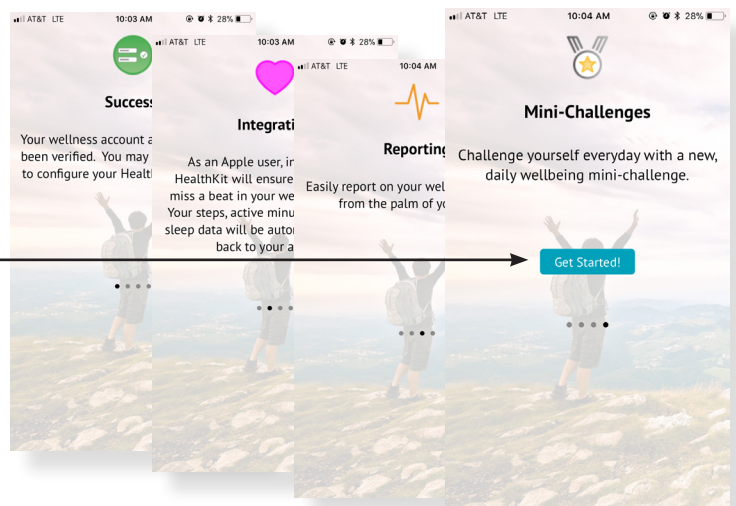 AT&T LTE 10:03 AM 28%
Success
Your wellness account a
been verified. You may
to configure your Healt
AT&T LTE 10:03 AM 28%
Integrati
As an Apple user, in
HealthKit will ensure
miss a beat in your we
Your steps, active minu
sleep data will be auto
back to your a
AT&T LTE 10:04 AM
Reporting
Easily report on your wel
from the palm of yo
AT&T LTE 10:04 AM 28%
Mini-Challenges
Challenge yourself everyday with a new,
daily wellbeing mini-challenge.
Get Started!